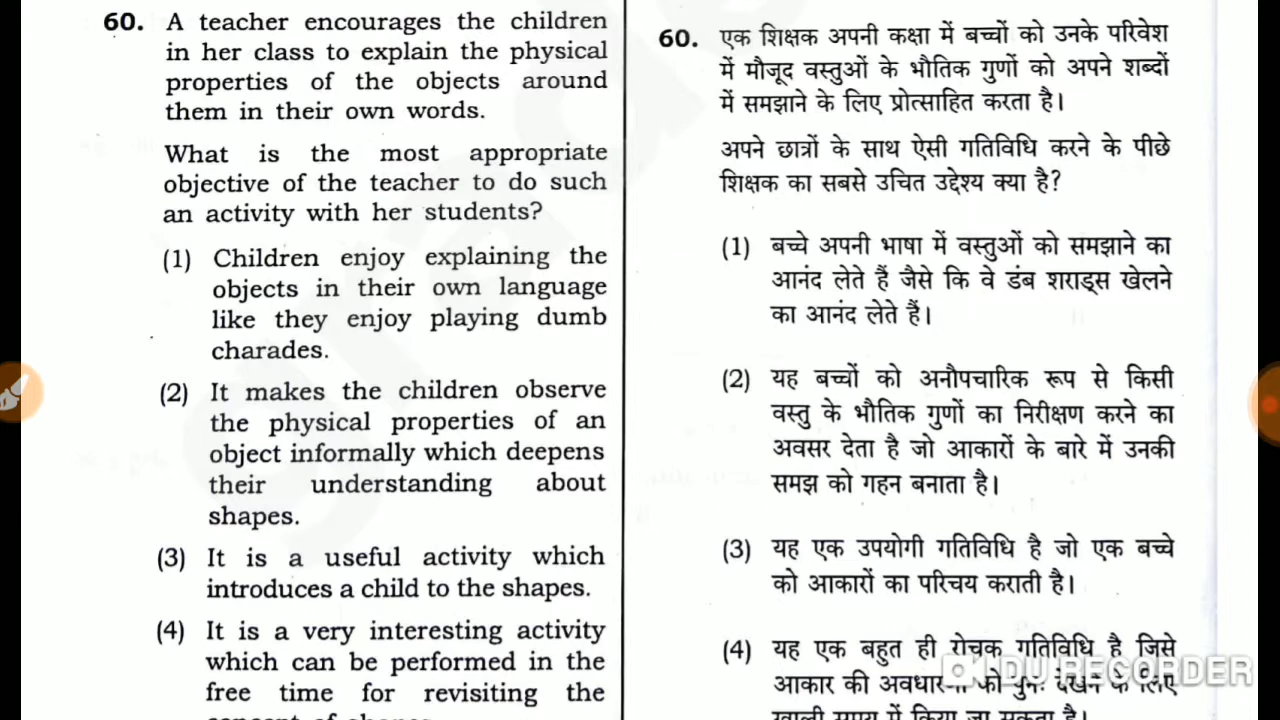 60. A teacher encourages the children
in her class to explain the physical
properties of the objects around
them in their own words.
What is the most appropriate
objective of the teacher to do such
an activity with her students?
(1) Children enjoy explaining the
objects in their own language
like they enjoy playing dumb
charades.
(2) It makes the children observe
the physical properties of an
object informally which deepens
their understanding about
shapes.
(3) It is a useful activity which
introduces a child to the shapes.
(4) It is a very interesting activity
which can be performed in the
free time for revisiting the
60. एक शिक्षक अपनी कक्षा में बच्चों को उनके परिवेश
में मौजूद वस्तुओं के भौतिक गुणों को अपने शब्दों
में समझाने के लिए प्रोत्साहित करता है।
अपने छात्रों के साथ ऐसी गतिविधि करने के पीछे
शिक्षक का सबसे उचित उद्देश्य क्या है?
(1) बच्चे अपनी भाषा में वस्तुओं को समझाने का
आनंद लेते हैं जैसे कि वे डंब शराड्स खेलने
का आनंद लेते हैं।
(2) यह बच्चों को अनौपचारिक रूप से किसी
वस्तु के भौतिक गुणों का निरीक्षण करने का
अवसर देता है जो आकारों के बारे में उनकी
समझ को गहन बनाता है।
(3) यह एक उपयोगी गतिविधि है जो एक बच्चे
को आकारों का परिचय कराती है।
(4) यह एक बहुत ही रोचक गतिविधि है जिसे
आकार की को पुनः देखने के लिए
DU RECORDER